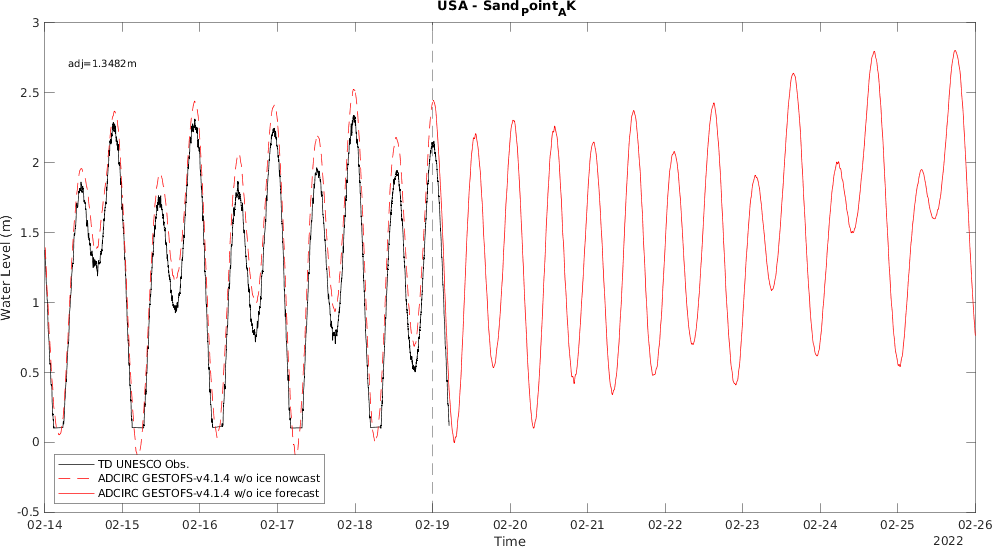 USA - Sand_Point_AK
adj=1.3482m
3
2.5
2
1.5
1
0.5
0
-0.5
Water Level (m)
TD UNESCO Obs.
ADCIRC GESTOFS-v4.1.4 w/o ice nowcast
ADCIRC GESTOFS-v4.1.4 w/o ice forecast
02-14 02-15 02-16 02-17 02-18 02-19 02-20 02-21 02-22 02-23 02-24 02-25 02-26
Time
2022